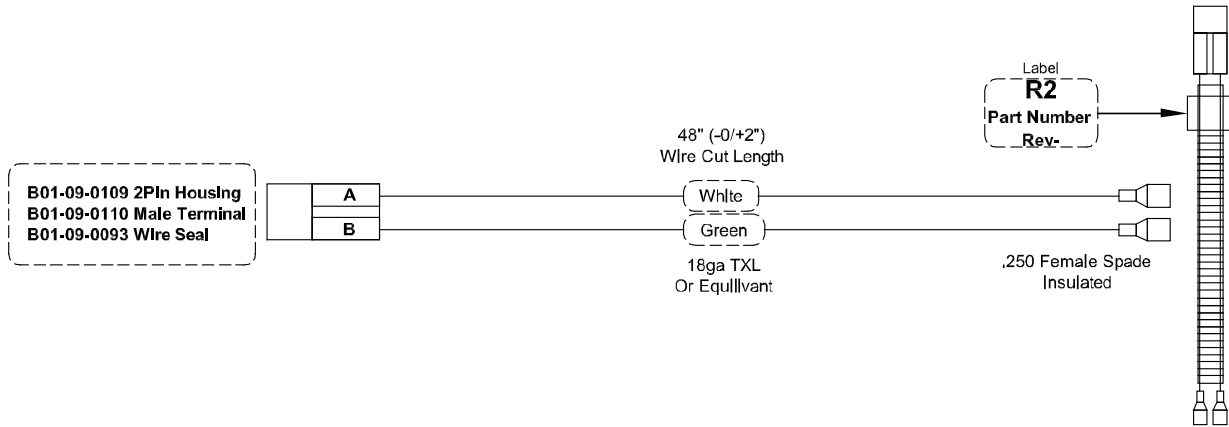 Label
R2
Part Number
Rev-
48" (-0/+2")
Wire Cut Length
B01-09-0109 2Pin Housing
B01-09-0110 Male Terminal
B01-09-0093 Wire Seal
A
White
B
Green
18ga TXL
Or Equilivant
.250 Female Spade
Insulated